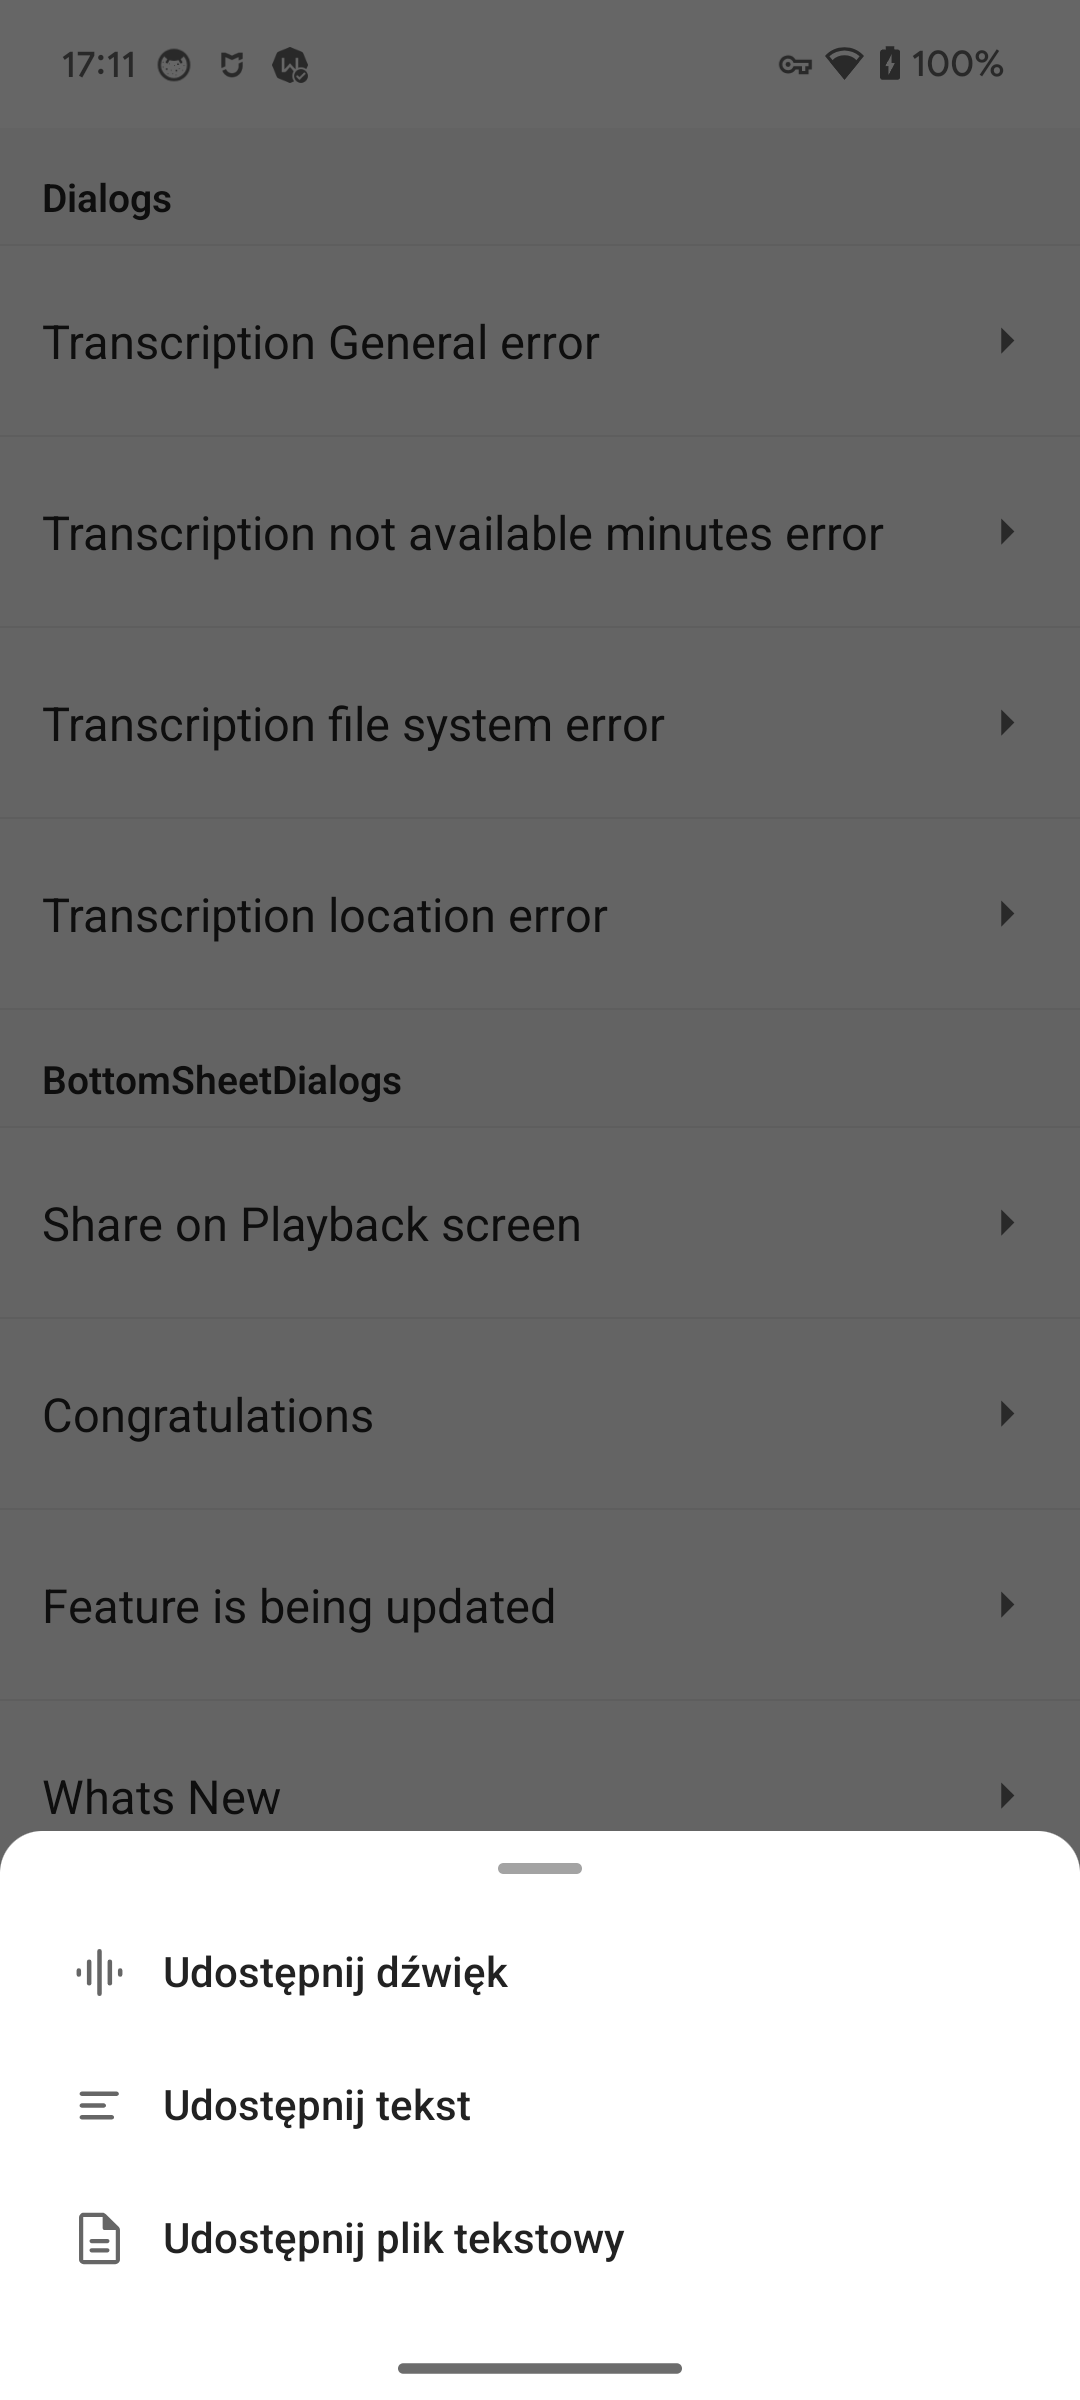 17:11 100%
Dialogs
Transcription General error
Transcription not available minutes error
Transcription file system error
Transcription location error
BottomSheetDialogs
Share on Playback screen
Congratulations
Feature is being updated
Whats New
Udostępnij dźwięk
Udostępnij tekst
Udostępnij plik tekstowy